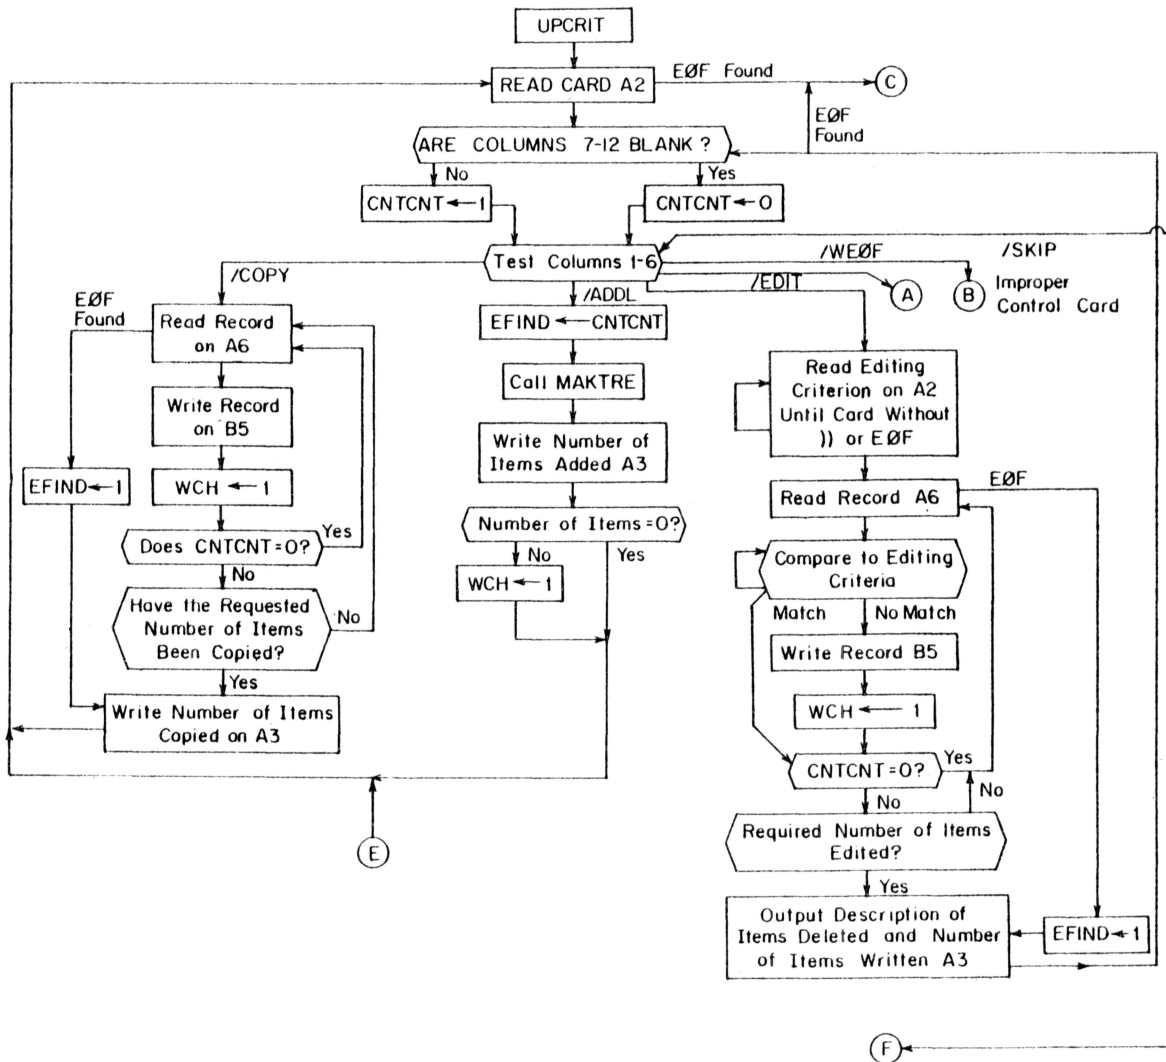 UPCRIT
READ CARD A2
EØF Found
C
EØF
Found
ARE COLUMNS 7-12 BLANK ?
No
Yes
CNTCNT ← 1
CNTCNT ← 0
Test Columns 1-6
/WEØF
/SKIP
/COPY
/ADDL
/EDIT
A
B
Improper
Control Card
EØF
Found
Read Record
on A6
Write Record
on B5
EFIND ← 1
WCH ← 1
Does CNTCNT = 0?
Yes
No
Have the Requested
Number of Items
Been Copied?
No
Yes
Write Number of Items
Copied on A3
EFIND ← CNTCNT
Call MAKTRE
Write Number of
Items Added A3
Number of Items = 0?
No
Yes
WCH ← 1
E
Read Editing
Criterion on A2
Until Card Without
)) or EØF
Read Record A6
EØF
Compare to Editing
Criteria
Match
No Match
Write Record B5
WCH ← 1
CNTCNT = 0?
Yes
No
No
Required Number of Items
Edited?
Yes
Output Description of
Items Deleted and Number
of Items Written A3
EFIND ← 1
F